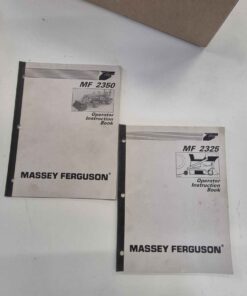 MF 2350
Operator
Instruction
Book
MASSEY FERGUSON®
MF 2325
Operator
Instruction
Book
MASSEY FERGUSON®